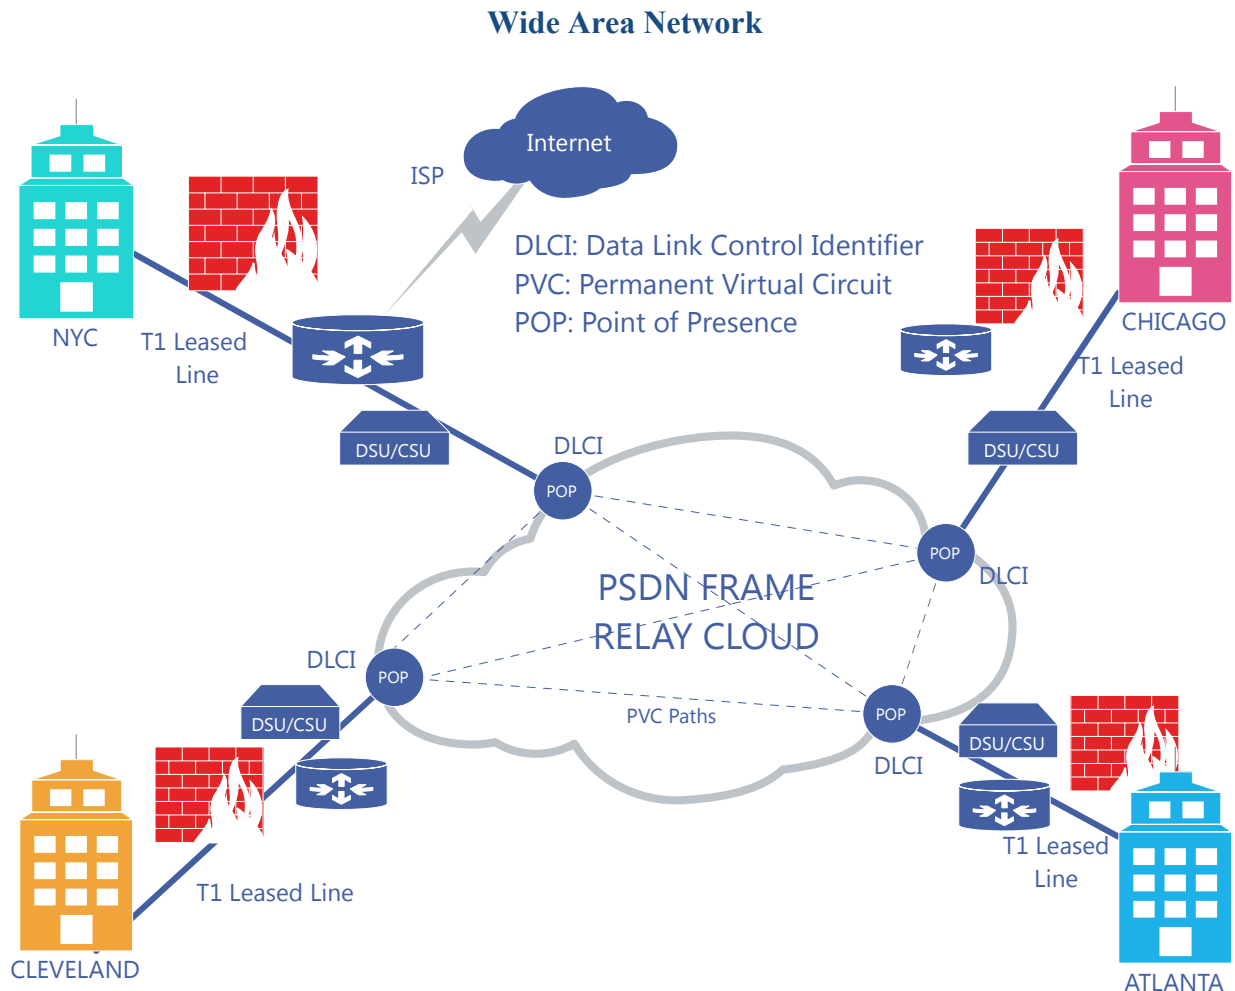 Wide Area Network
Internet
ISP
DLCI: Data Link Control Identifier
PVC: Permanent Virtual Circuit
POP: Point of Presence
NYC
T1 Leased
Line
CHICAGO
T1 Leased
Line
DSU/CSU
DSU/CSU
DLCI
POP
POP
DLCI
PSDN FRAME
RELAY CLOUD
DLCI
POP
POP
PVC Paths
DLCI
DSU/CSU
DSU/CSU
T1 Leased
Line
T1 Leased Line
CLEVELAND
ATLANTA